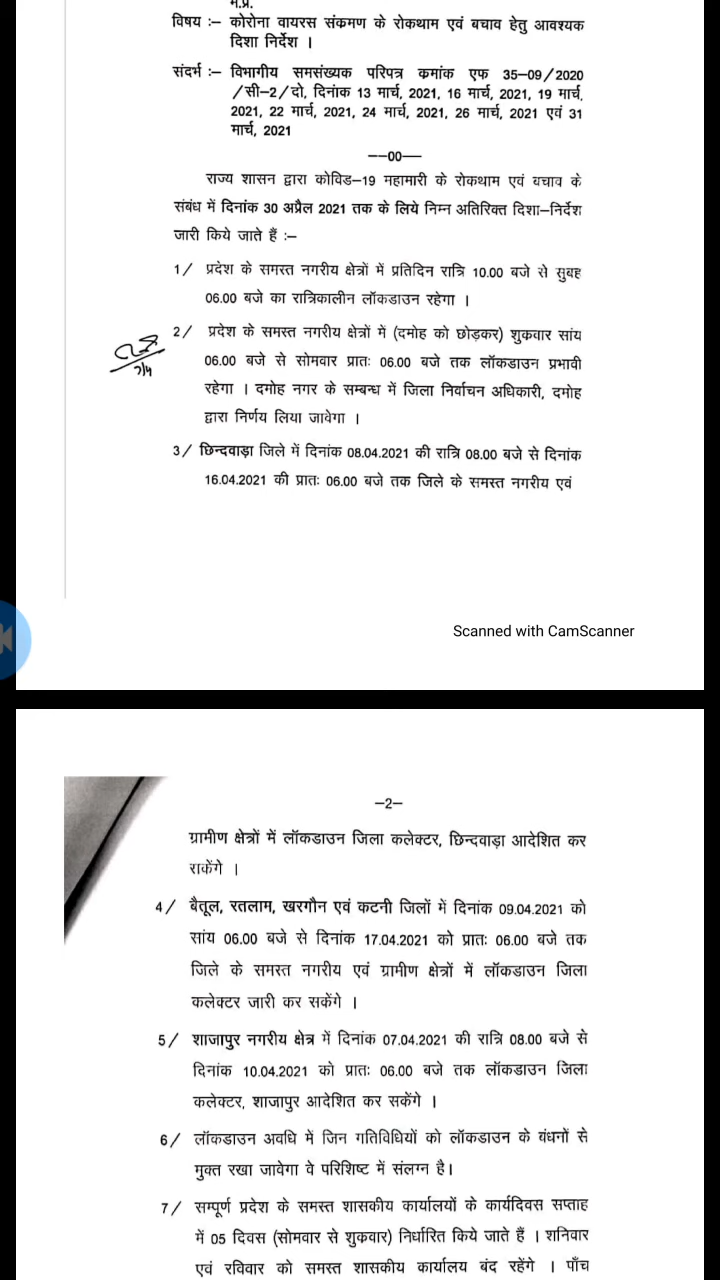 म.प्र.
विषय :– कोरोना वायरस संक्रमण के रोकथाम एवं बचाव हेतु आवश्यक
दिशा निर्देश ।
संदर्भ :– विभागीय समसंख्यक परिपत्र क्रमांक एफ 35-09/2020
/सी-2/दो, दिनांक 13 मार्च, 2021, 16 मार्च, 2021, 19 मार्च,
2021, 22 मार्च, 2021, 24 मार्च, 2021, 26 मार्च, 2021 एवं 31
मार्च, 2021
––00––
राज्य शासन द्वारा कोविड–19 महामारी के रोकथाम एवं बचाव के
संबंध में दिनांक 30 अप्रैल 2021 तक के लिये निम्न अतिरिक्त दिशा–निर्देश
जारी किये जाते हैं :–
1/ प्रदेश के समस्त नगरीय क्षेत्रों में प्रतिदिन रात्रि 10.00 बजे से सुबह
06.00 बजे का रात्रिकालीन लॉकडाउन रहेगा ।
2/ प्रदेश के समस्त नगरीय क्षेत्रों में (दमोह को छोड़कर) शुकवार सांय
06.00 बजे से सोमवार प्रातः 06.00 बजे तक लॉकडाउन प्रभावी
रहेगा । दमोह नगर के सम्बन्ध में जिला निर्वाचन अधिकारी, दमोह
द्वारा निर्णय लिया जावेगा ।
3/ छिन्दवाड़ा जिले में दिनांक 08.04.2021 की रात्रि 08.00 बजे से दिनांक
16.04.2021 की प्रातः 06.00 बजे तक जिले के समस्त नगरीय एवं
Scanned with CamScanner
–2–
ग्रामीण क्षेत्रों में लॉकडाउन जिला कलेक्टर, छिन्दवाड़ा आदेशित कर
राकेंगे ।
4/ बैतूल, रतलाम, खरगौन एवं कटनी जिलों में दिनांक 09.04.2021 को
सांय 06.00 बजे से दिनांक 17.04.2021 को प्रातः 06.00 बजे तक
जिले के समस्त नगरीय एवं ग्रामीण क्षेत्रों में लॉकडाउन जिला
कलेक्टर जारी कर सकेंगे ।
5/ शाजापुर नगरीय क्षेत्र में दिनांक 07.04.2021 की रात्रि 08.00 बजे से
दिनांक 10.04.2021 को प्रातः 06.00 बजे तक लॉकडाउन जिला
कलेक्टर, शाजापुर आदेशित कर सकेंगे ।
6/ लॉकडाउन अवधि में जिन गतिविधियों को लॉकडाउन के बंधनों से
मुक्त रखा जावेगा वे परिशिष्ट में संलग्न है।
7/ सम्पूर्ण प्रदेश के समस्त शासकीय कार्यालयों के कार्यदिवस सप्ताह
में 05 दिवस (सोमवार से शुकवार) निर्धारित किये जाते हैं । शनिवार
एवं रविवार को समस्त शासकीय कार्यालय बंद रहेंगे । पाँच